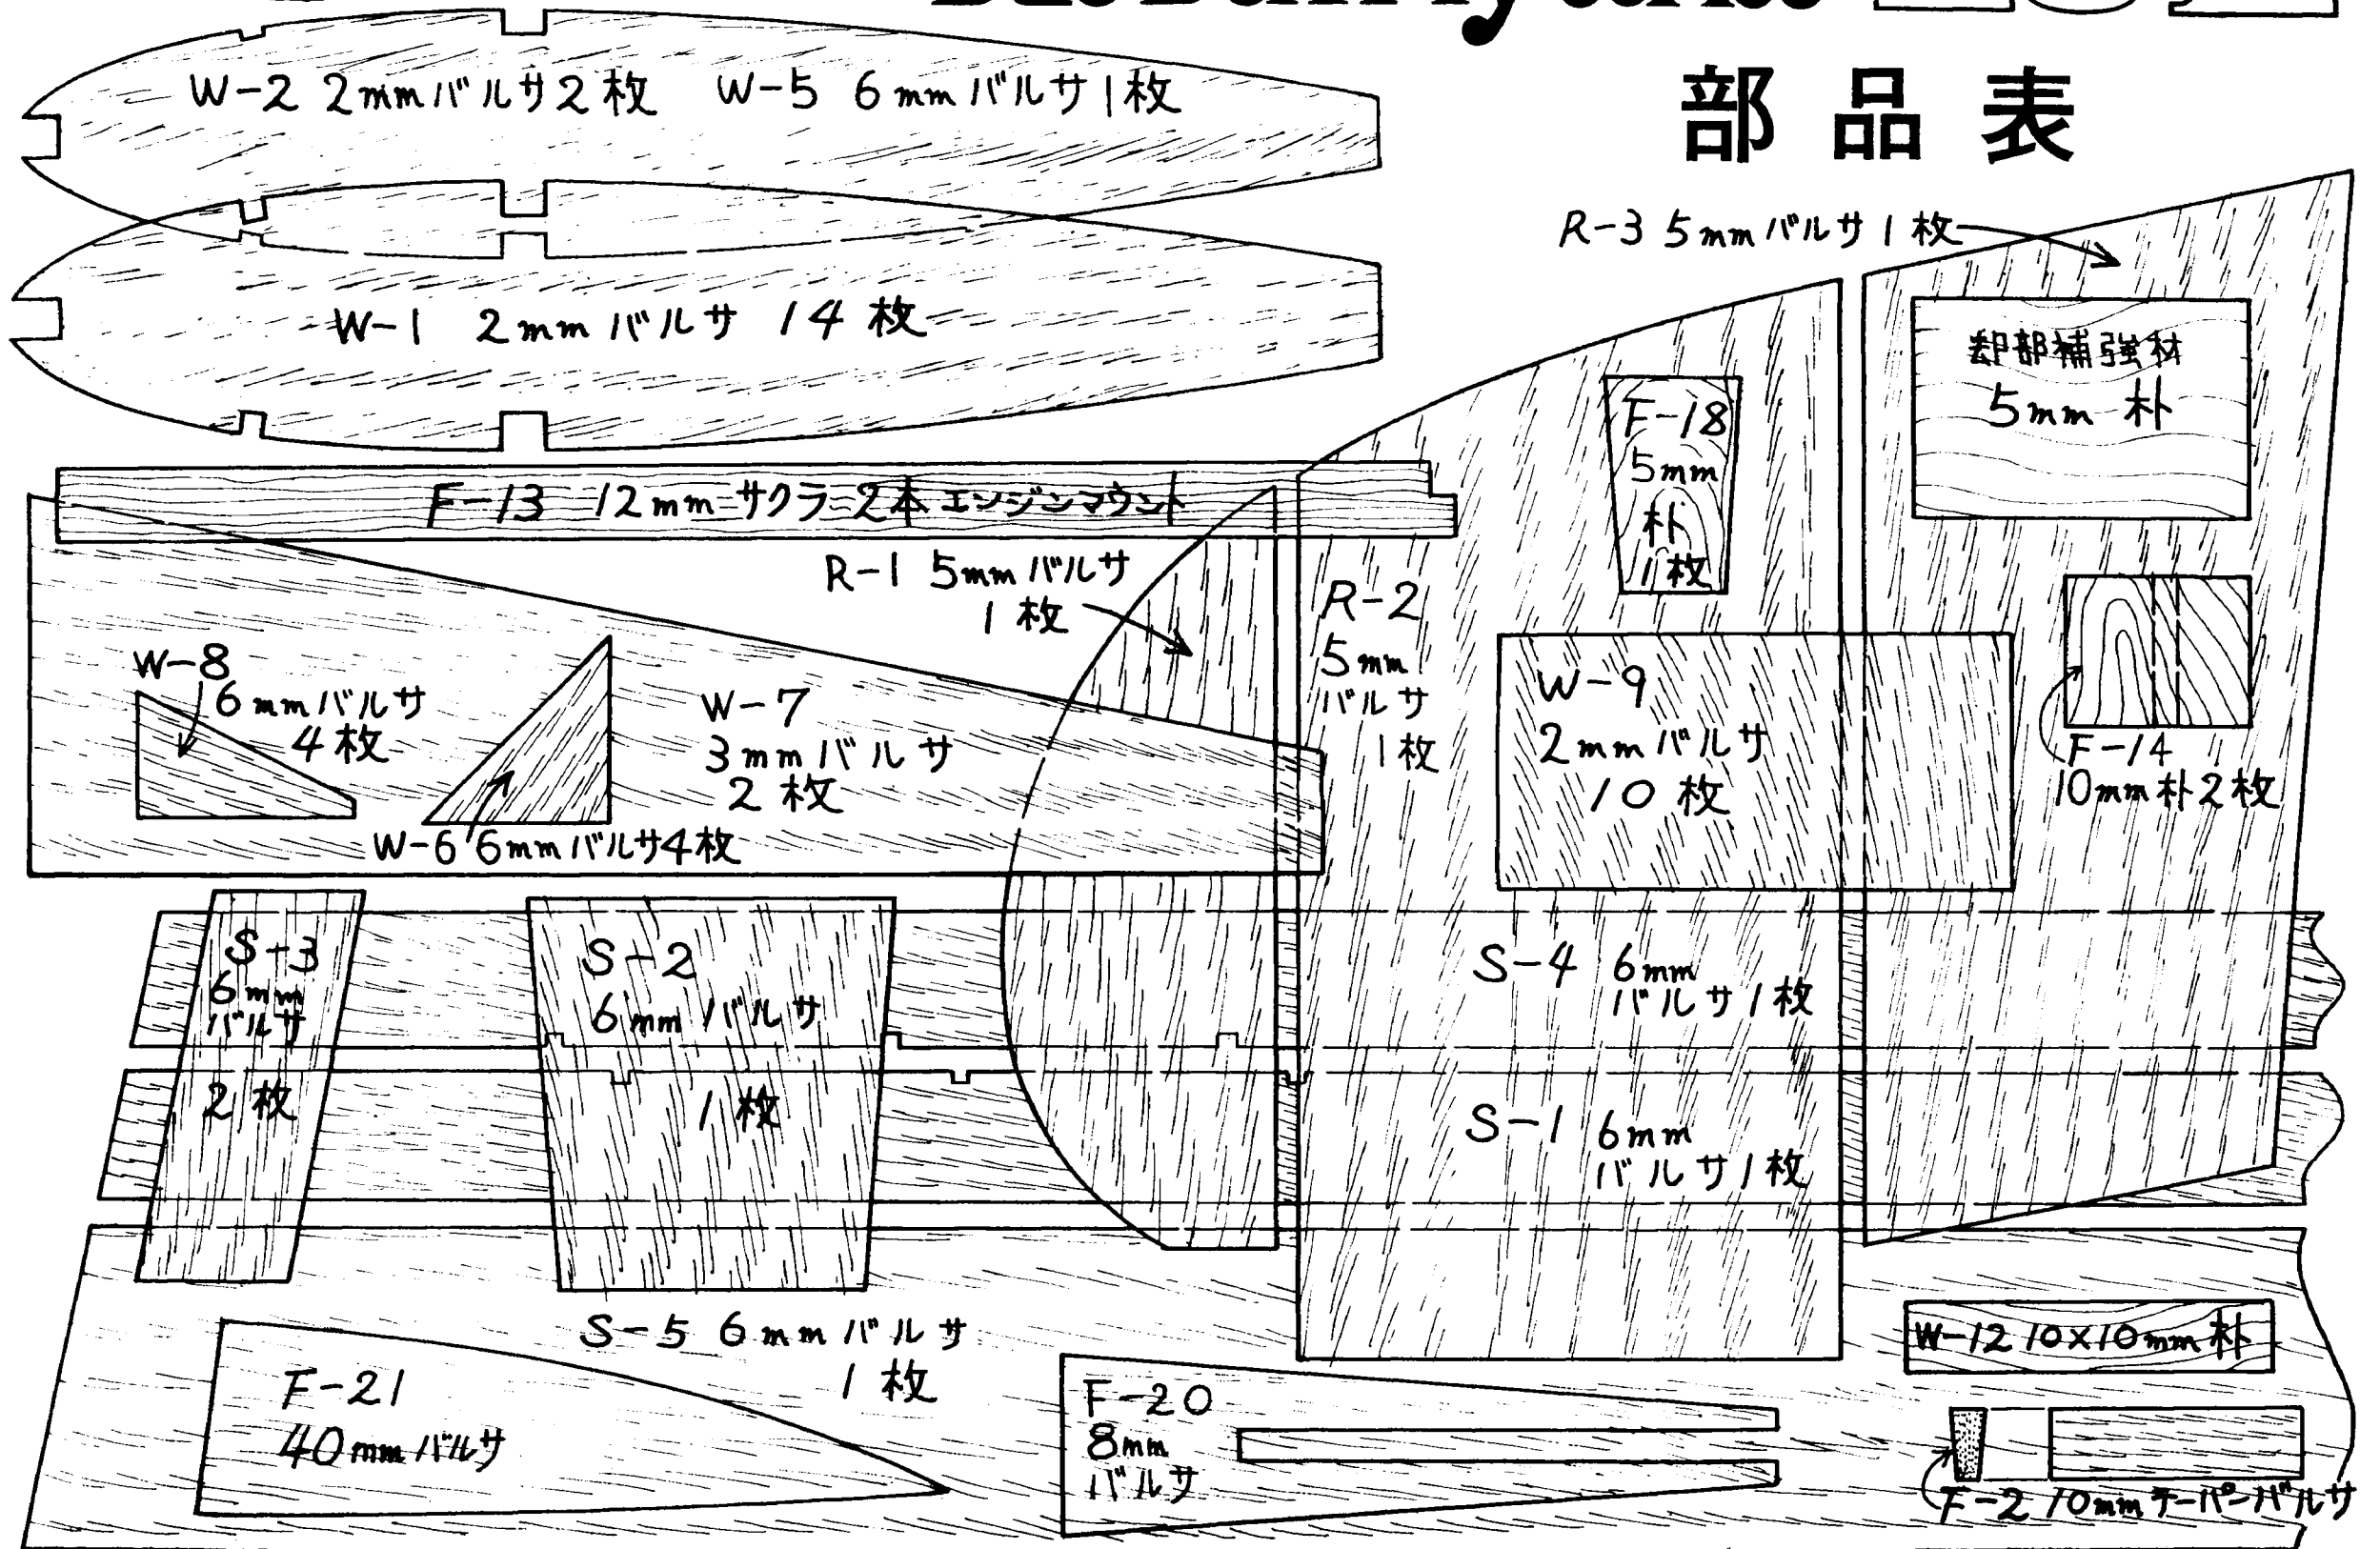 部品表
W-2 2mmバルサ2枚 W-5 6mmバルサ1枚
W-1 2mmバルサ 14枚
R-3 5mmバルサ1枚
却部補強材
5mm 朴
F-18
5mm
朴
1枚
F-13 12mmサクラ2本エンジンマウント
R-1 5mmバルサ
1枚
R-2
5mm
バルサ
1枚
W-8
6mmバルサ
4枚
W-7
3mmバルサ
2枚
W-6 6mmバルサ4枚
W-9
2mmバルサ
10枚
F-14
10mm朴2枚
S-3
6mm
バルサ
2枚
S-2
6mmバルサ
1枚
S-4 6mm
バルサ1枚
S-1 6mm
バルサ1枚
S-5 6mmバルサ
1枚
F-21
40mmバルサ
F-20
8mm
バルサ
W-12 10×10mm朴
F-2 10mmテーパーバルサ